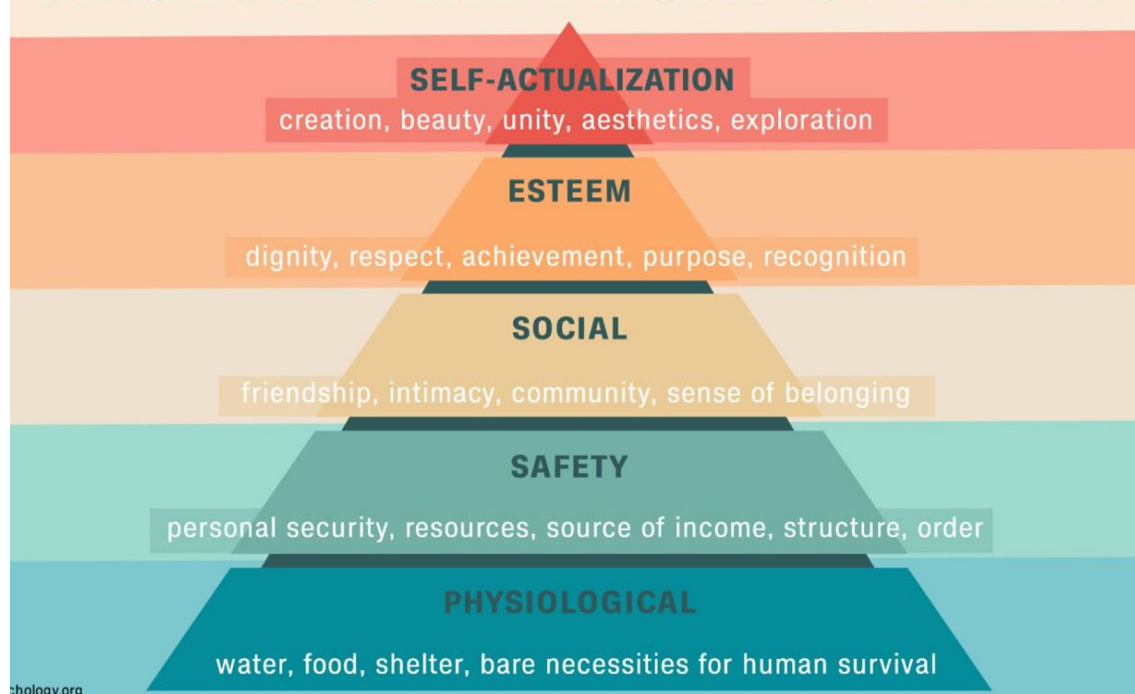 SELF-ACTUALIZATION
creation, beauty, unity, aesthetics, exploration
ESTEEM
dignity, respect, achievement, purpose, recognition
SOCIAL
friendship, intimacy, community, sense of belonging
SAFETY
personal security, resources, source of income, structure, order
PHYSIOLOGICAL
water, food, shelter, bare necessities for human survival
chology.org